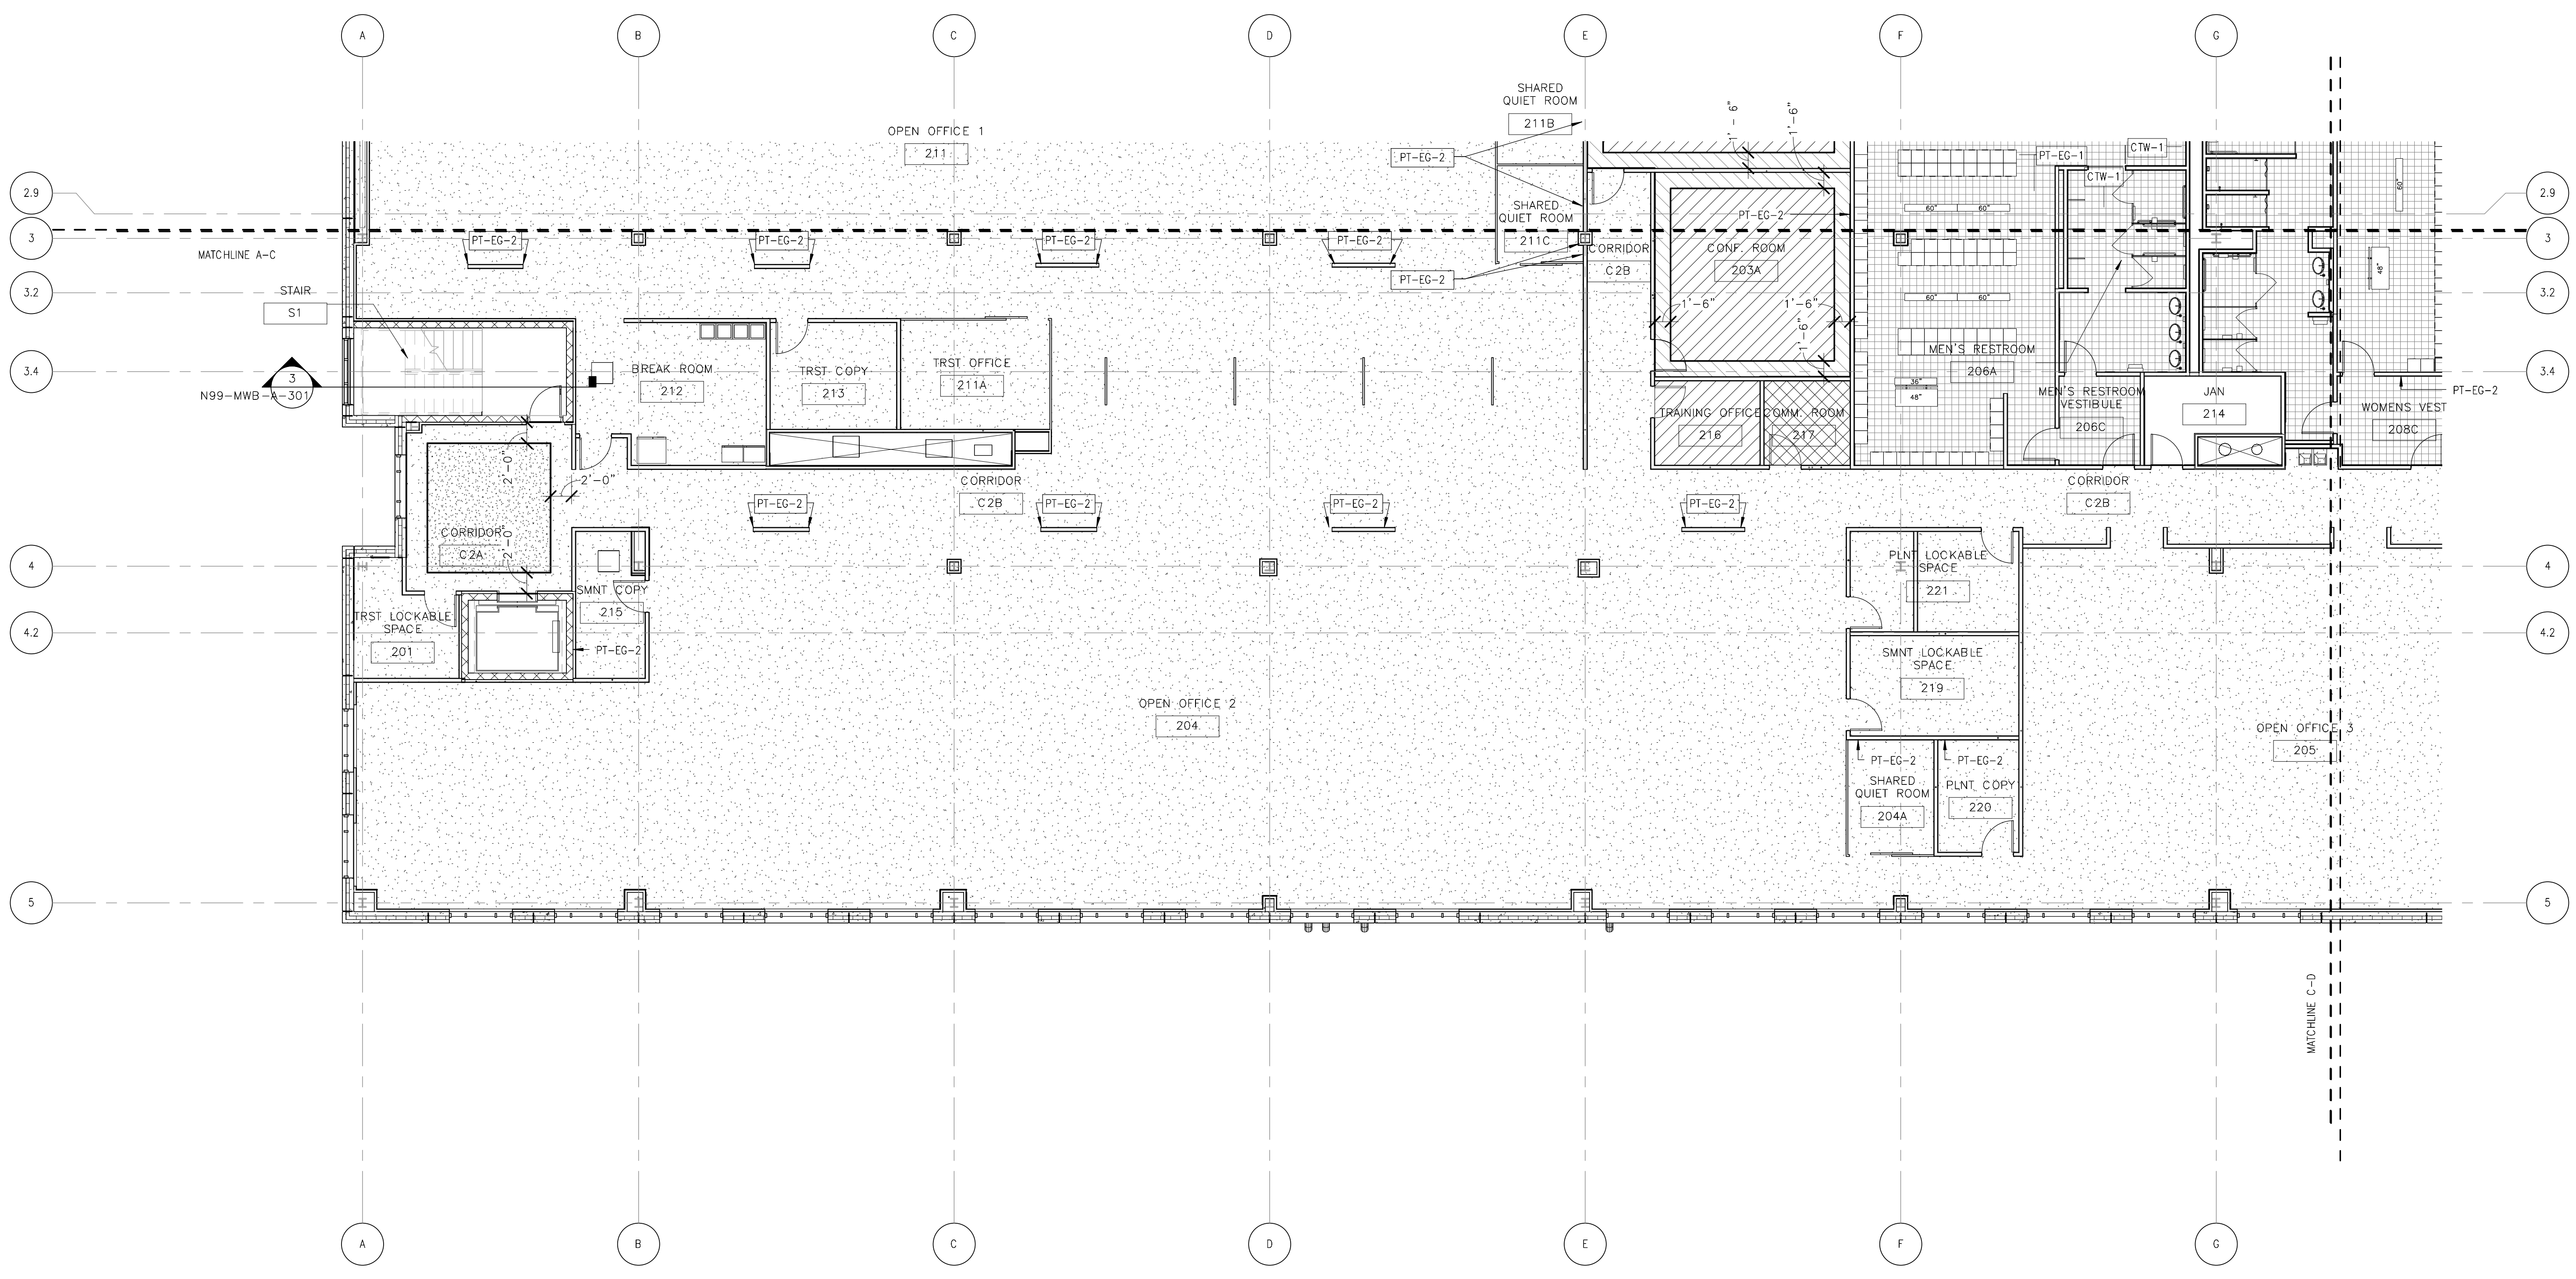 A
B
C
D
E
F
G
SHARED
QUIET ROOM
211B
OPEN OFFICE 1
211
PT-EG-2
1'-6"
1'-6"
PT-EG-1
CTW-1
CTW-1
60"
2.9
2.9
SHARED
QUIET ROOM
211C
PT-EG-2
60"
60"
3
3
MATCHLINE A-C
PT-EG-2
PT-EG-2
PT-EG-2
PT-EG-2
CORRIDOR
C2B
CONF. ROOM
203A
48"
PT-EG-2
3.2
3.2
STAIR
S1
1'-6"
1'-6"
1'-6"
60"
60"
3.4
3.4
3
N99-MWB-A-301
BREAK ROOM
212
TRST COPY
213
TRST OFFICE
211A
MEN'S RESTROOM
206A
36"
48"
MEN'S RESTROOM
VESTIBULE
206C
JAN
214
PT-EG-2
WOMENS VEST
208C
TRAINING OFFICE
216
COMM. ROOM
217
2'-0"
2'-0"
2'-0"
CORRIDOR
C2B
CORRIDOR
C2B
PT-EG-2
PT-EG-2
PT-EG-2
PT-EG-2
CORRIDOR
C2A
4
4
PLNT LOCKABLE
SPACE
221
SMNT COPY
215
TRST LOCKABLE
SPACE
201
4.2
4.2
PT-EG-2
SMNT LOCKABLE
SPACE
219
OPEN OFFICE 2
204
OPEN OFFICE 3
205
PT-EG-2
PT-EG-2
SHARED
QUIET ROOM
204A
PLNT COPY
220
5
5
MATCHLINE C-D
A
B
C
D
E
F
G